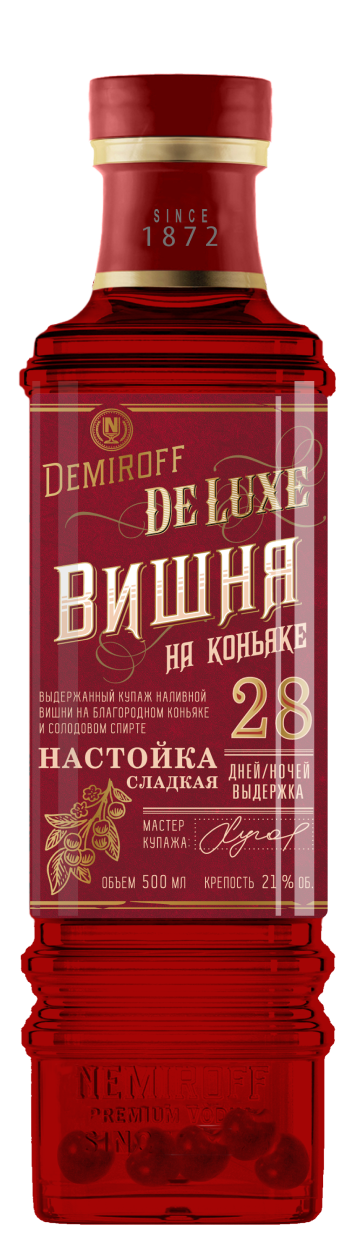 SINCE
1872
N
DEMIROFF
DE LUXE
ВИШНЯ
НА КОНЬЯКЕ
ВЫДЕРЖАННЫЙ КУПАЖ НАЛИВНОЙ
ВИШНИ НА БЛАГОРОДНОМ КОНЬЯКЕ
И СОЛОДОВОМ СПИРТЕ
28
НАСТОЙКА
СЛАДКАЯ
ДНЕЙ/НОЧЕЙ
ВЫДЕРЖКА
МАСТЕР
КУПАЖА:
ОБЪЕМ 500 МЛ КРЕПОСТЬ 21 % ОБ.
NEMIROFF
PREMIUM